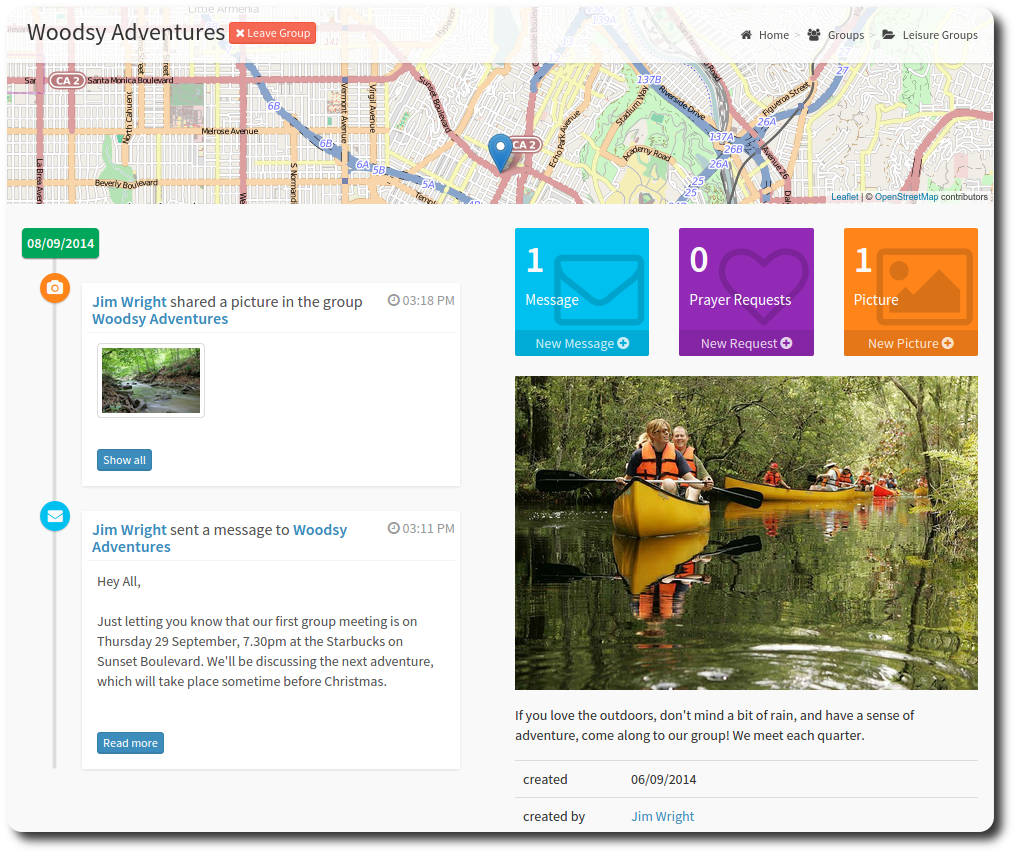 Little Armenia
Woodsy Adventures
Leave Group
Home > Groups > Leisure Groups
139A
141
137B
27
CA 2
Santa Monica Boulevard
Sunset Boulevard
Riverside Drive
Stadium Way
Figueroa Street
6B
North Cahuenga
Vermont Avenue
Virgil Avenue
Melrose Avenue
6B
CA 2
Echo Park Avenue
137A
26A
26B
26A
Academy Road
Avenue 26
La Brea Avenue
Beverly Boulevard
S Normandi
6A
5B
5A
25
25
Leaflet | © OpenStreetMap contributors
08/09/2014
Jim Wright shared a picture in the group
Woodsy Adventures
03:18 PM
Show all
Jim Wright sent a message to Woodsy
Adventures
03:11 PM
Hey All,
Just letting you know that our first group meeting is on
Thursday 29 September, 7.30pm at the Starbucks on
Sunset Boulevard. We'll be discussing the next adventure,
which will take place sometime before Christmas.
Read more
1
Message
New Message
0
Prayer Requests
New Request
1
Picture
New Picture
If you love the outdoors, don't mind a bit of rain, and have a sense of
adventure, come along to our group! We meet each quarter.
created 06/09/2014
created by Jim Wright